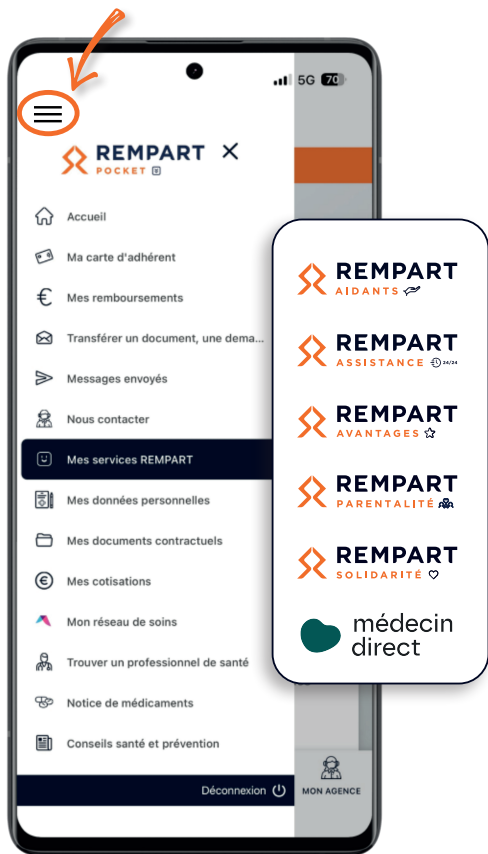 5G 70
REMPART
POCKET
Accueil
Ma carte d'adhérent
Mes remboursements
Transférer un document, une dema...
Messages envoyés
Nous contacter
Mes services REMPART
Mes données personnelles
Mes documents contractuels
Mes cotisations
Mon réseau de soins
Trouver un professionnel de santé
Notice de médicaments
Conseils santé et prévention
Déconnexion
MON AGENCE
REMPART
AIDANTS
REMPART
ASSISTANCE 24/24
REMPART
AVANTAGES
REMPART
PARENTALITÉ
REMPART
SOLIDARITÉ
médecin
direct